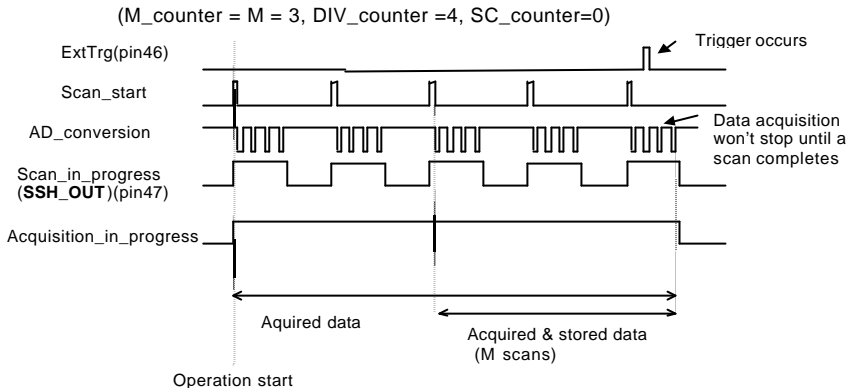 (M_counter = M = 3, DIV_counter =4, SC_counter=0)
ExtTrg(pin46)
Trigger occurs
Scan_start
AD_conversion
Data acquisition
won't stop until a
scan completes
Scan_in_progress
(SSH_OUT)(pin47)
Acquisition_in_progress
Aquired data
Acquired & stored data
(M scans)
Operation start